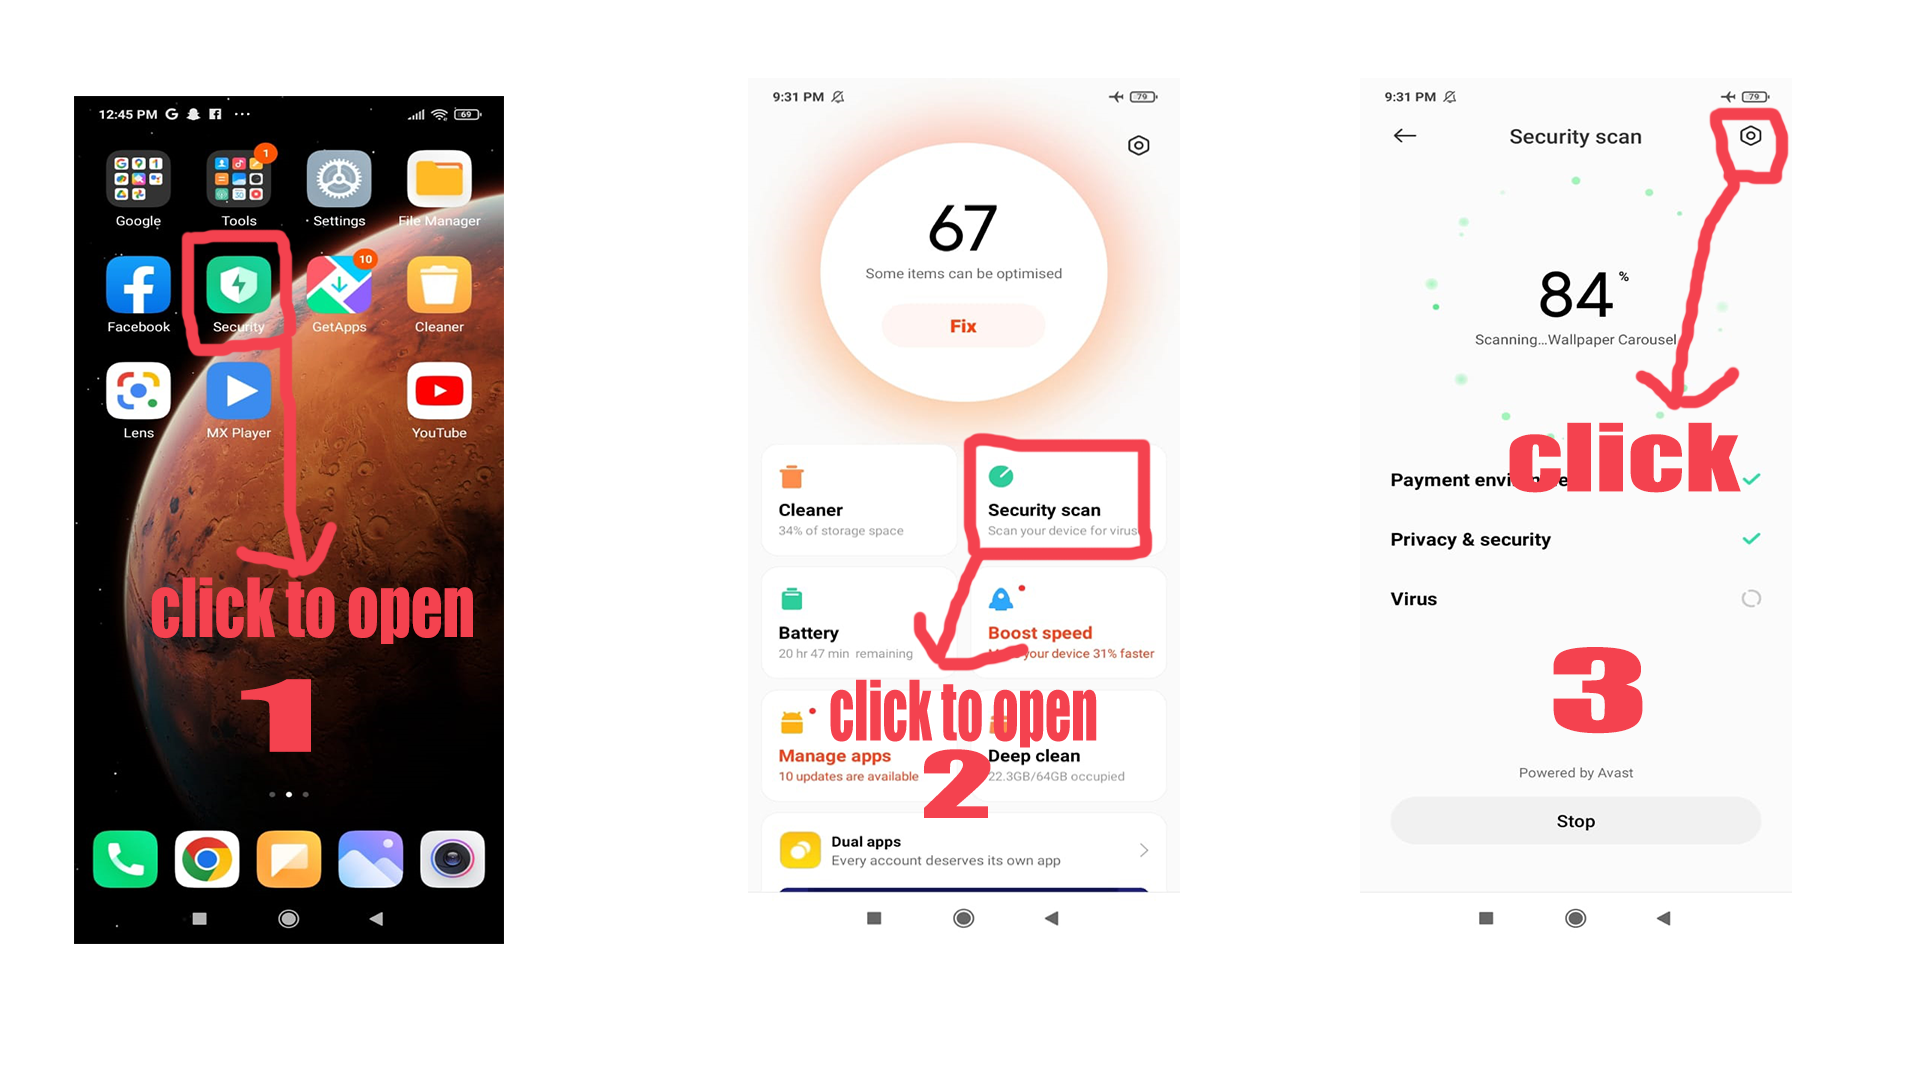 12:45 PM
69
1
Google
Tools
Settings
File Manager
10
Facebook
Security
GetApps
Cleaner
Lens
MX Player
YouTube
click to open
1
9:31 PM
79
67
Some items can be optimised
Fix
Cleaner
34% of storage space
Security scan
Scan your device for virus
Battery
20 hr 47 min remaining
Boost speed
your device 31% faster
click to open
Manage apps
10 updates are available
Deep clean
22.3GB/64GB occupied
2
Dual apps
Every account deserves its own app
9:31 PM
79
Security scan
84%
Scanning...Wallpaper Carousel
click
Payment
Privacy & security
Virus
3
Powered by Avast
Stop